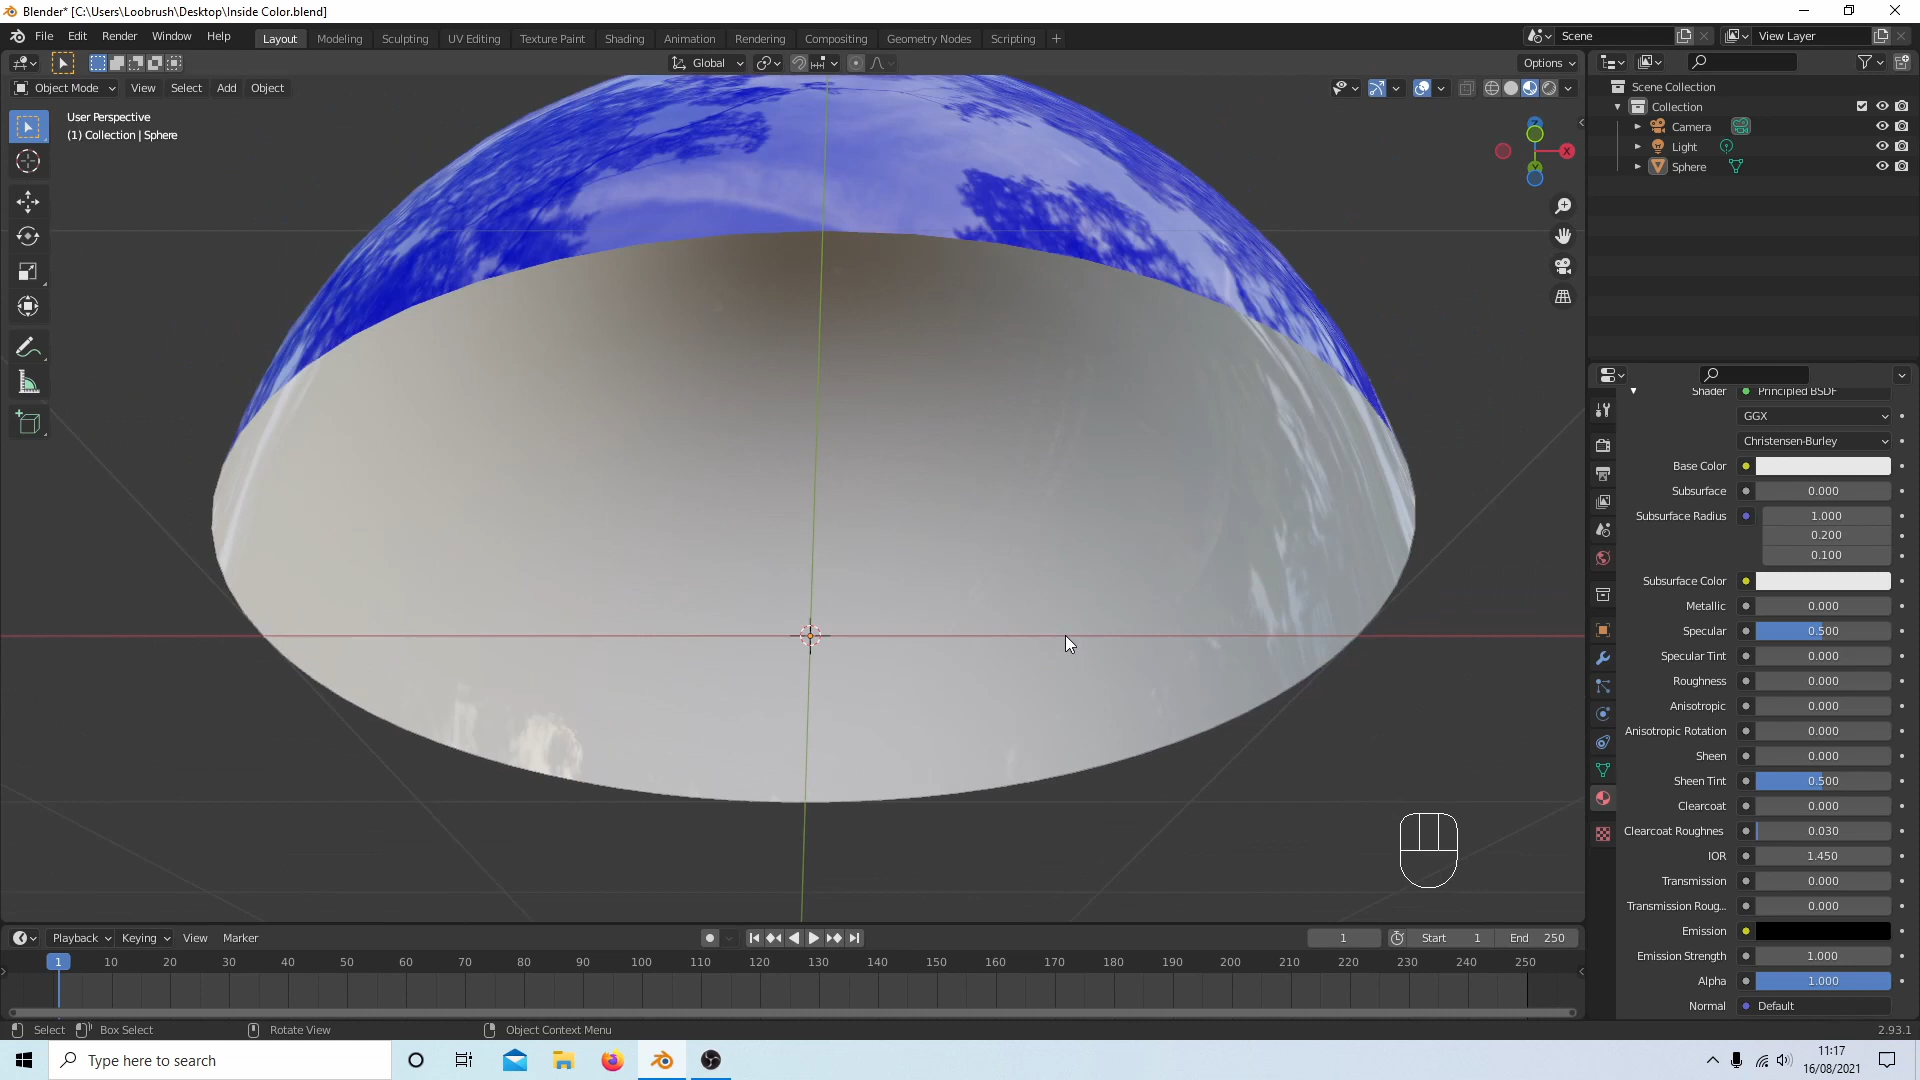 Blender* [C:\Users\Loobrush\Desktop\Inside Color.blend]
File Edit Render Window Help Layout Modeling Sculpting UV Editing Texture Paint Shading Animation Rendering Compositing Geometry Nodes Scripting + Scene View Layer
Global Options
Object Mode View Select Add Object
User Perspective
(1) Collection | Sphere
Z
X
Y
Scene Collection
Collection
Camera
Light
Sphere
Shader Principled BSDF
GGX
Christensen-Burley
Base Color
Subsurface 0.000
Subsurface Radius 1.000
0.200
0.100
Subsurface Color
Metallic 0.000
Specular 0.500
Specular Tint 0.000
Roughness 0.000
Anisotropic 0.000
Anisotropic Rotation 0.000
Sheen 0.000
Sheen Tint 0.500
Clearcoat 0.000
Clearcoat Roughnes 0.030
IOR 1.450
Transmission 0.000
Transmission Roug... 0.000
Emission
Emission Strength 1.000
Alpha 1.000
Normal Default
Playback Keying View Marker 1 Start 1 End 250
1 10 20 30 40 50 60 70 80 90 100 110 120 130 140 150 160 170 180 190 200 210 220 230 240 250
Select Box Select Rotate View Object Context Menu 2.93.1
Type here to search
11:17
16/08/2021